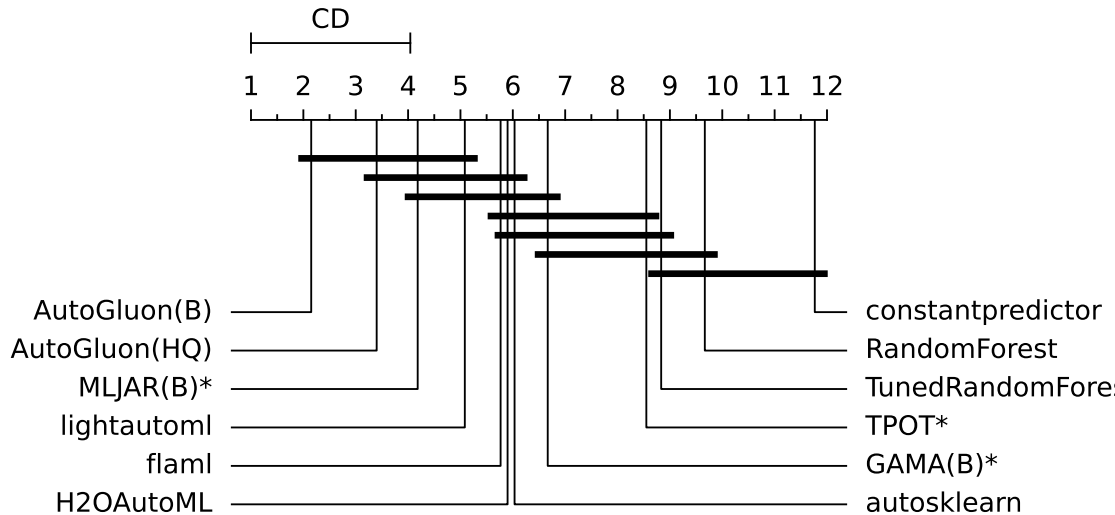 CD
1 2 3 4 5 6 7 8 9 10 11 12
AutoGluon(B)
AutoGluon(HQ)
MLJAR(B)*
lightautoml
flaml
H2OAutoML
constantpredictor
RandomForest
TunedRandomFores
TPOT*
GAMA(B)*
autosklearn